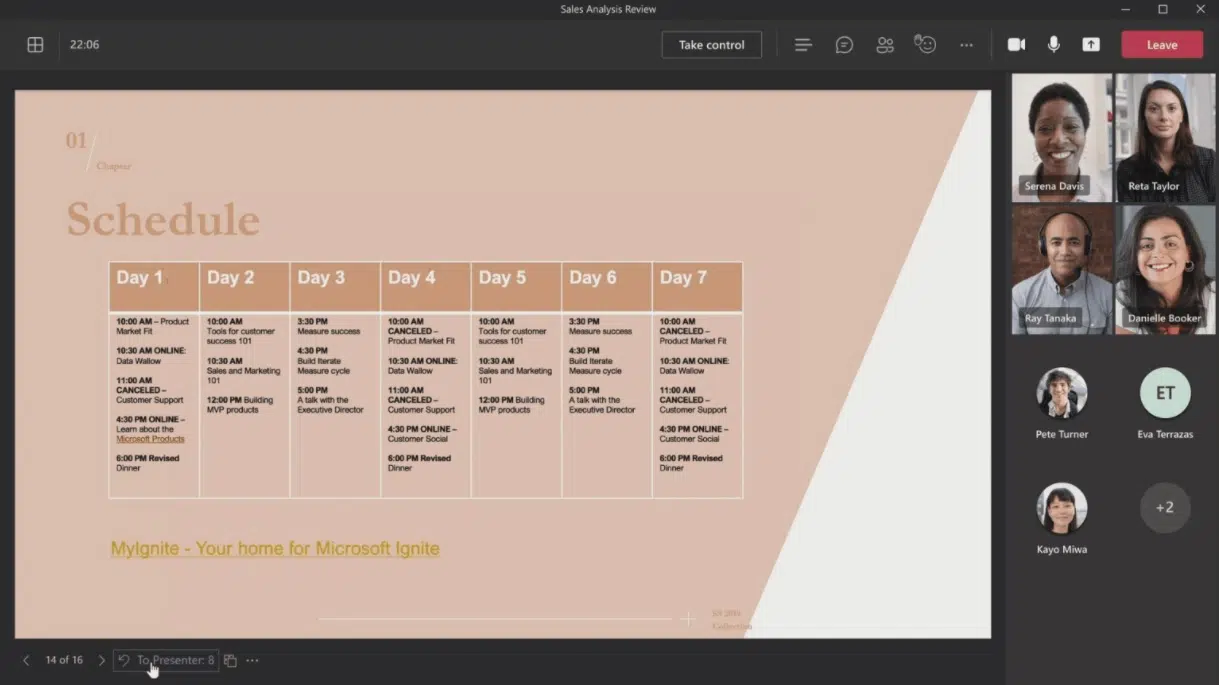 Sales Analysis Review
22:06
Take control
Leave
01
Chapter
Schedule
Day 1
Day 2
Day 3
Day 4
Day 5
Day 6
Day 7
10:00 AM – Product
Market Fit
10:30 AM ONLINE:
Data Wallow
11:00 AM
CANCELED –
Customer Support
4:30 PM ONLINE –
Learn about the
Microsoft Products
6:00 PM Revised
Dinner
10:00 AM
Tools for customer
success 101
10:30 AM
Sales and Marketing
101
12:00 PM Building
MVP products
3:30 PM
Measure success
4:30 PM
Build Iterate
Measure cycle
5:00 PM
A talk with the
Executive Director
10:00 AM
CANCELED –
Product Market Fit
10:30 AM ONLINE:
Data Wallow
11:00 AM
CANCELED –
Customer Support
4:30 PM ONLINE –
Customer Social
6:00 PM Revised
Dinner
10:00 AM
Tools for customer
success 101
10:30 AM
Sales and Marketing
101
12:00 PM Building
MVP products
3:30 PM
Measure success
4:30 PM
Build Iterate
Measure cycle
5:00 PM
A talk with the
Executive Director
10:00 AM
CANCELED –
Product Market Fit
10:30 AM ONLINE:
Data Wallow
11:00 AM
CANCELED –
Customer Support
4:30 PM ONLINE –
Customer Social
6:00 PM Revised
Dinner
MyIgnite - Your home for Microsoft Ignite
Collection
14 of 16
To Presenter: 8
Serena Davis
Reta Taylor
Ray Tanaka
Danielle Booker
ET
Pete Turner
Eva Terrazas
+2
Kayo Miwa